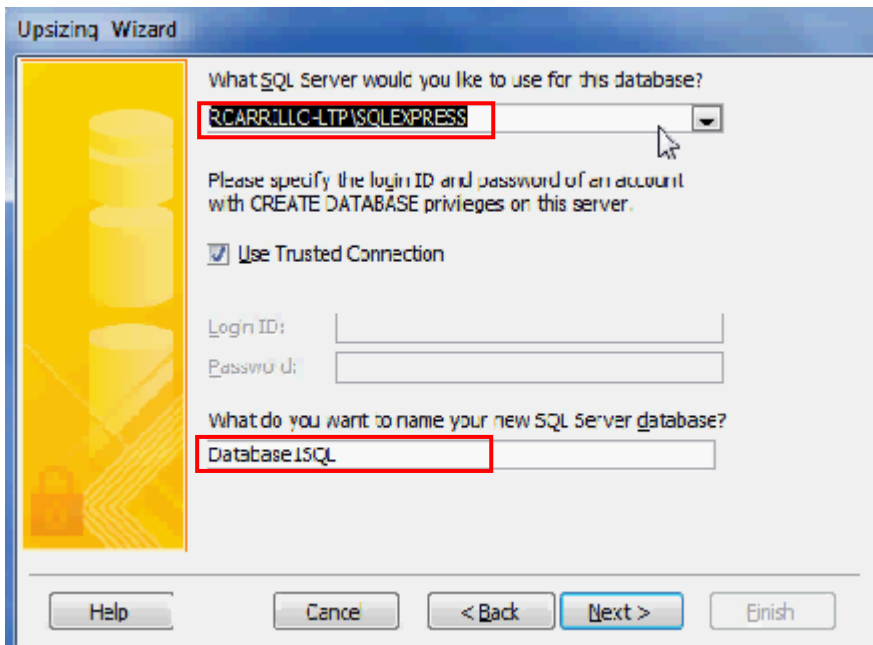 Upsizing Wizard
What SQL Server would you like to use for this database?
RCARRILLO-LTP\SQLEXPRESS
Please specify the login ID and password of an account
with CREATE DATABASE privileges on this server.
Use Trusted Connection
Login ID:
Password:
What do you want to name your new SQL Server database?
Database1SQL
Help
Cancel
< Back
Next >
Finish